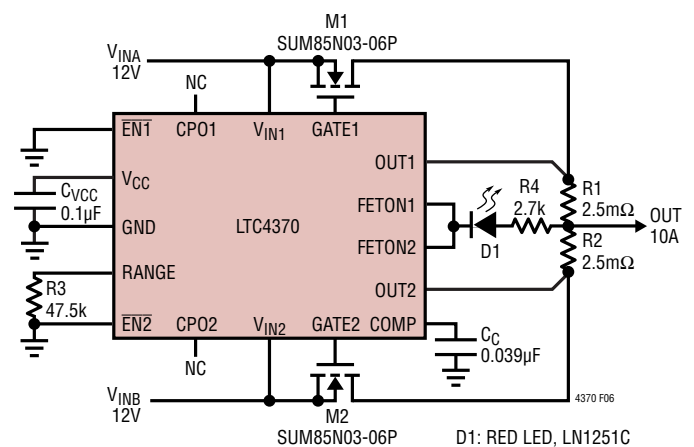 M1
SUM85N03-06P
VINA
12V
NC
EN1
CPO1
VIN1
GATE1
OUT1
VCC
CVCC
0.1µF
FETON1
R4
2.7k
R1
2.5mΩ
OUT
10A
GND
LTC4370
FETON2
D1
R2
2.5mΩ
RANGE
R3
47.5k
OUT2
EN2
CPO2
VIN2
GATE2
COMP
CC
0.039µF
NC
VINB
12V
M2
SUM85N03-06P
4370 F06
D1: RED LED, LN1251C